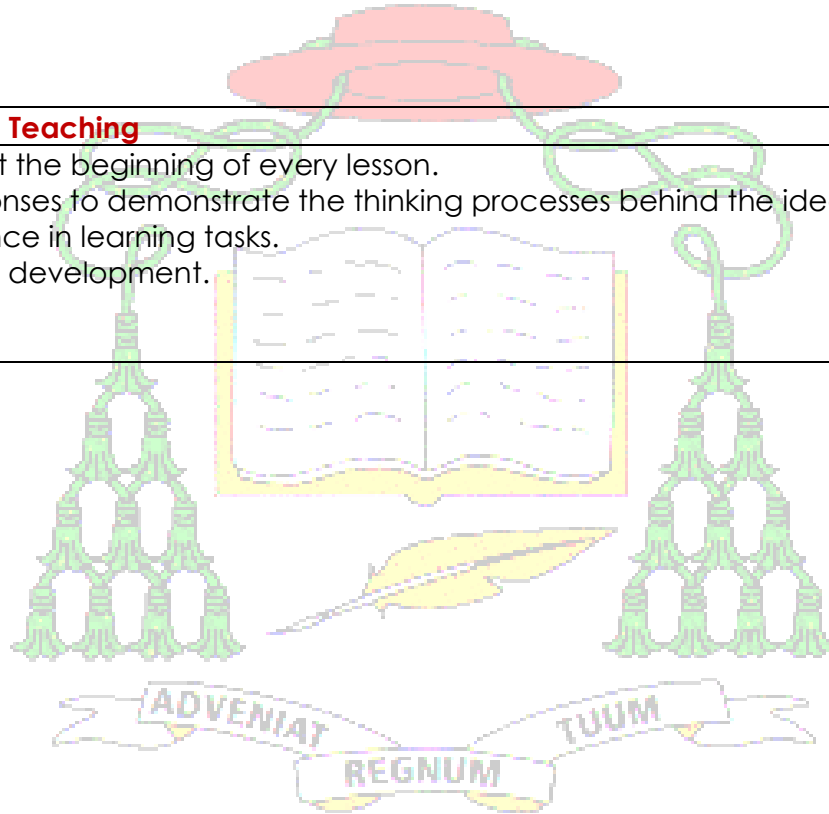 Teaching
t the beginning of every lesson.
onses to demonstrate the thinking processes behind the ide
nce in learning tasks.
development.
ADVENIAT
REGNUM
TUUM